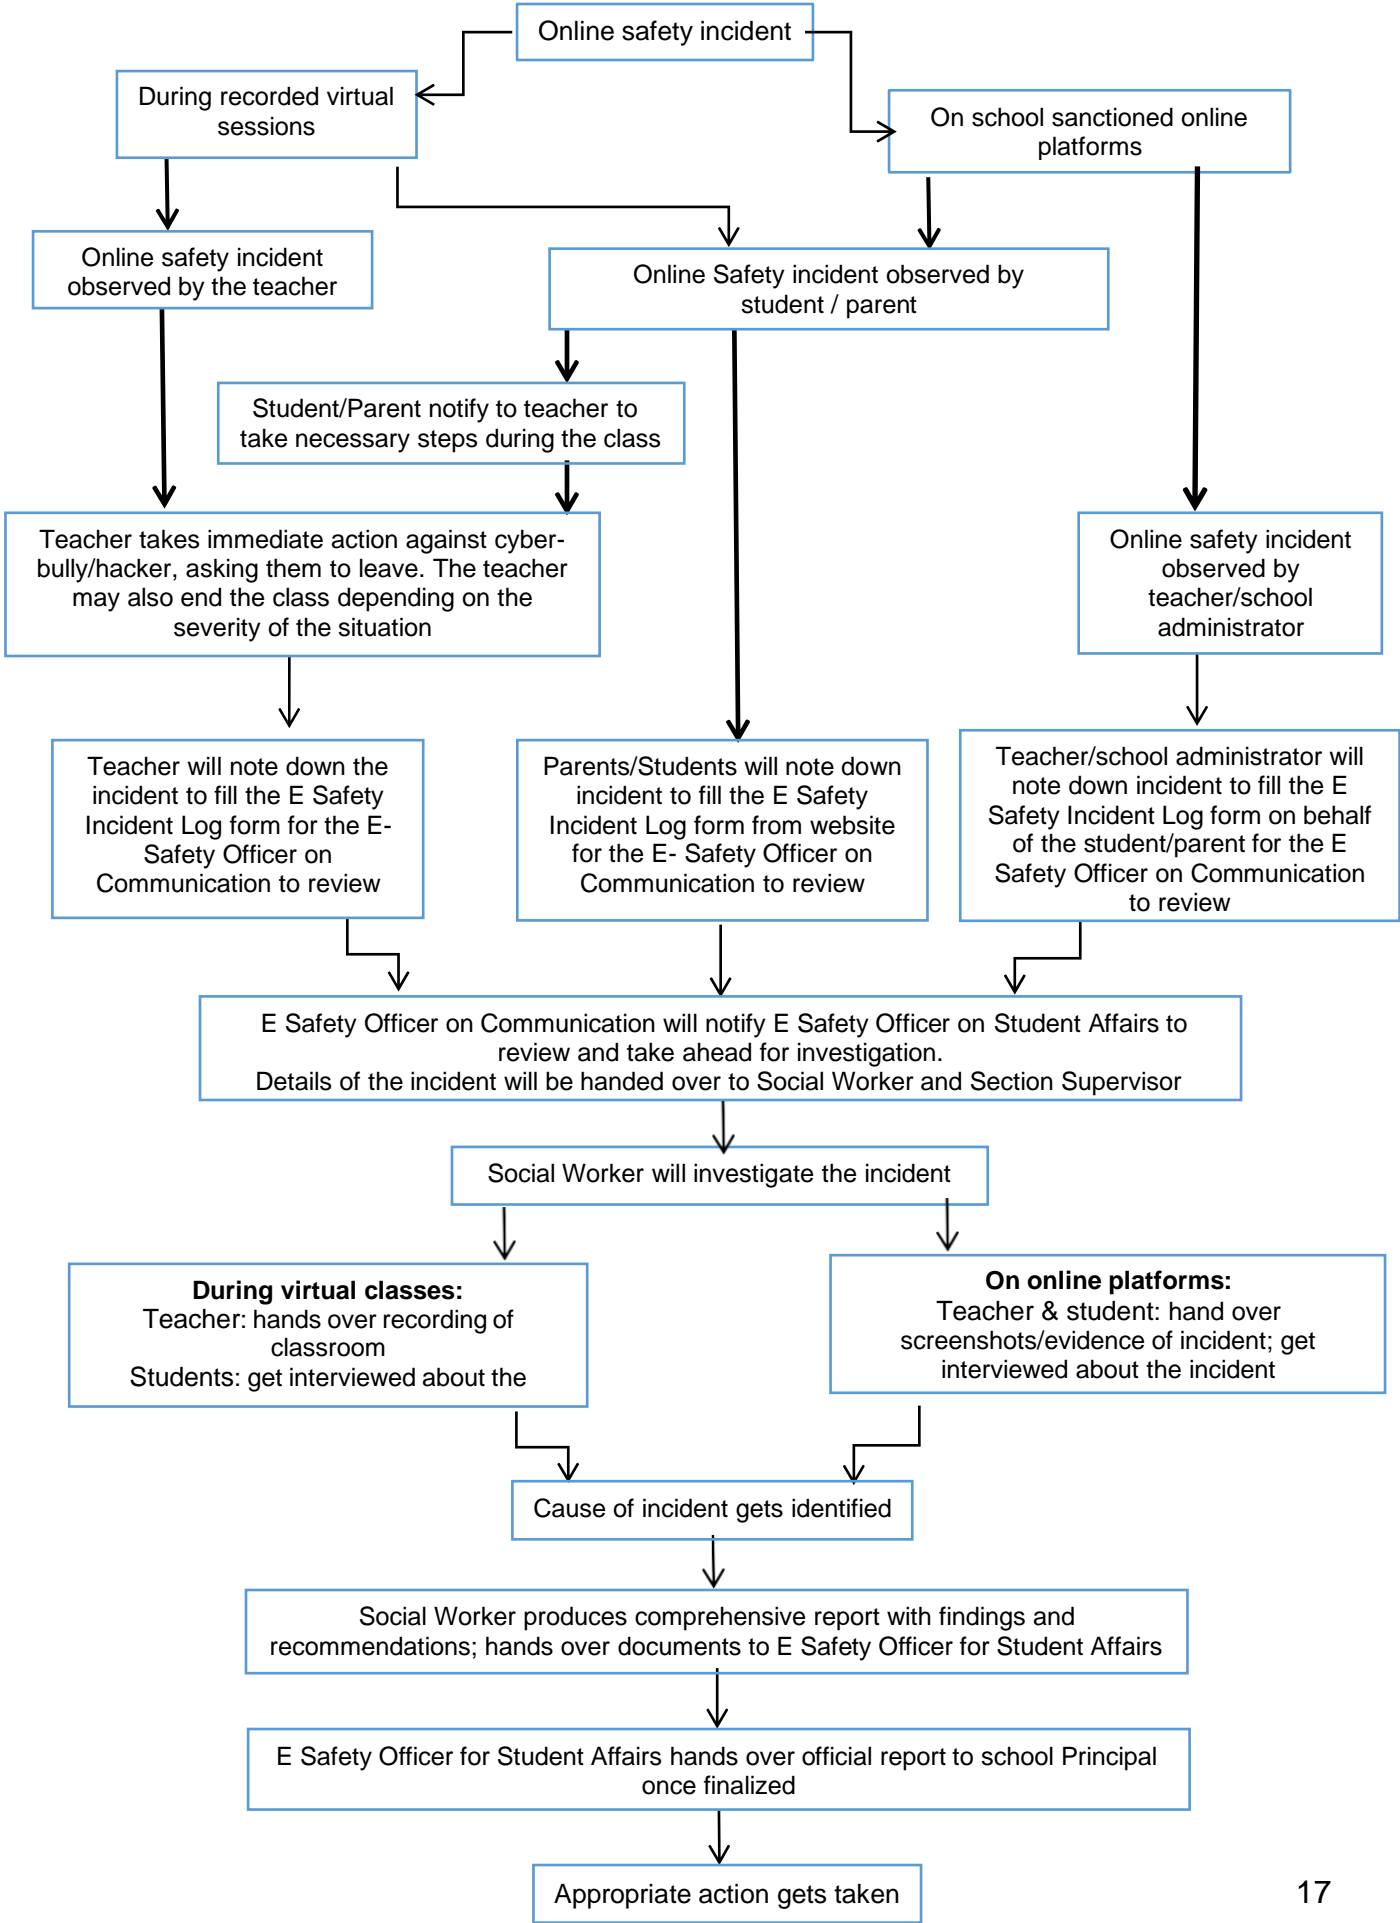 Online safety incident
During recorded virtual
sessions
On school sanctioned online
platforms
Online safety incident
observed by the teacher
Online Safety incident observed by
student / parent
Student/Parent notify to teacher to
take necessary steps during the class
Teacher takes immediate action against cyber-
bully/hacker, asking them to leave. The teacher
may also end the class depending on the
severity of the situation
Online safety incident
observed by
teacher/school
administrator
Teacher will note down the
incident to fill the E Safety
Incident Log form for the E-
Safety Officer on
Communication to review
Parents/Students will note down
incident to fill the E Safety
Incident Log form from website
for the E- Safety Officer on
Communication to review
Teacher/school administrator will
note down incident to fill the E
Safety Incident Log form on behalf
of the student/parent for the E
Safety Officer on Communication
to review
E Safety Officer on Communication will notify E Safety Officer on Student Affairs to
review and take ahead for investigation.
Details of the incident will be handed over to Social Worker and Section Supervisor
Social Worker will investigate the incident
During virtual classes:
Teacher: hands over recording of
classroom
Students: get interviewed about the
On online platforms:
Teacher & student: hand over
screenshots/evidence of incident; get
interviewed about the incident
Cause of incident gets identified
Social Worker produces comprehensive report with findings and
recommendations; hands over documents to E Safety Officer for Student Affairs
E Safety Officer for Student Affairs hands over official report to school Principal
once finalized
Appropriate action gets taken
17